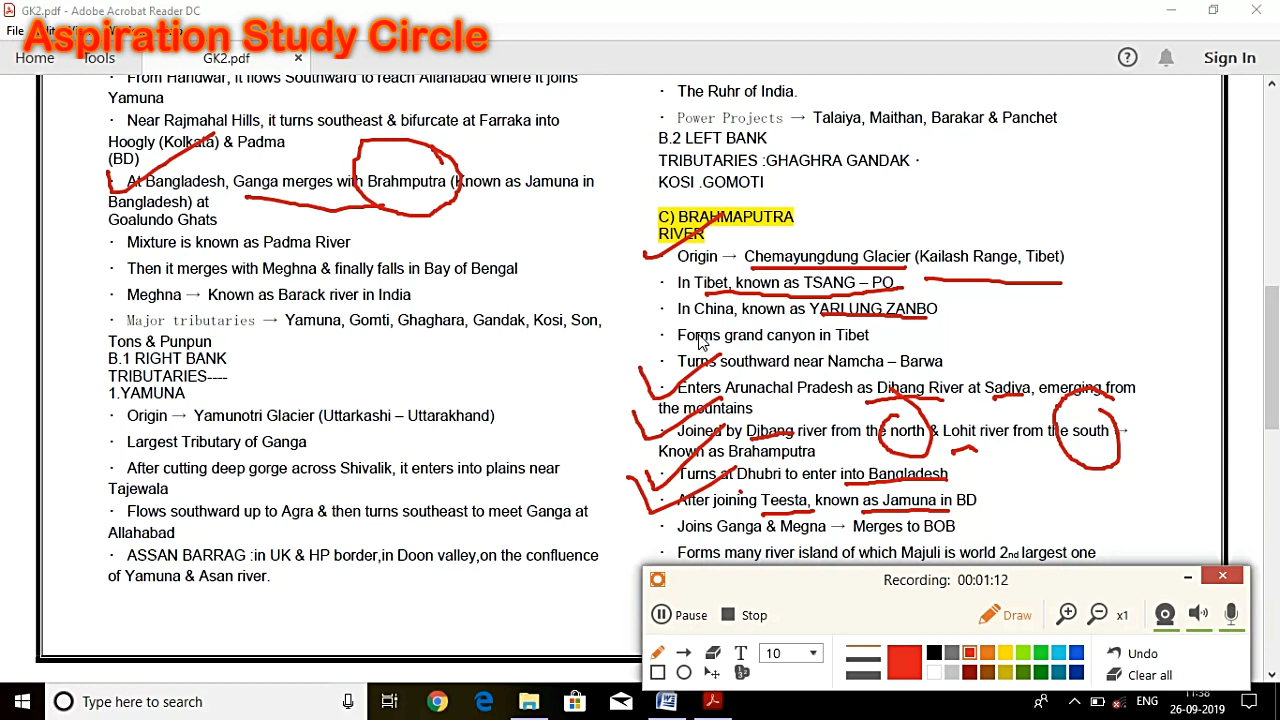 GK2.pdf - Adobe Acrobat Reader DC
Aspiration Study Circle
Home
Tools
GK2.pdf
×
Sign In
From Haridwar, it flows Southward to reach Allahabad where it joins
Yamuna
· Near Rajmahal Hills, it turns southeast & bifurcate at Farraka into
Hoogly (Kolkata) & Padma
(BD)
· At Bangladesh, Ganga merges with Brahmputra (Known as Jamuna in
Bangladesh) at
Goalundo Ghats
· Mixture is known as Padma River
· Then it merges with Meghna & finally falls in Bay of Bengal
· Meghna → Known as Barack river in India
· Major tributaries → Yamuna, Gomti, Ghaghara, Gandak, Kosi, Son,
Tons & Punpun
B.1 RIGHT BANK
TRIBUTARIES----
1.YAMUNA
· Origin → Yamunotri Glacier (Uttarkashi – Uttarakhand)
· Largest Tributary of Ganga
· After cutting deep gorge across Shivalik, it enters into plains near
Tajewala
· Flows southward up to Agra & then turns southeast to meet Ganga at
Allahabad
· ASSAN BARRAG :in UK & HP border,in Doon valley,on the confluence
of Yamuna & Asan river.
· The Ruhr of India.
· Power Projects → Talaiya, Maithan, Barakar & Panchet
B.2 LEFT BANK
TRIBUTARIES :GHAGHRA GANDAK ·
KOSI .GOMOTI
C) BRAHMAPUTRA
RIVER
· Origin → Chemayungdung Glacier (Kailash Range, Tibet)
· In Tibet, known as TSANG – PO
· In China, known as YARLUNG ZANBO
· Forms grand canyon in Tibet
· Turns southward near Namcha – Barwa
· Enters Arunachal Pradesh as Dihang River at Sadiva, emerging from
the mountains
· Joined by Dibang river from the north & Lohit river from the south →
Known as Brahamputra
· Turns at Dhubri to enter into Bangladesh
· After joining Teesta, known as Jamuna in BD
· Joins Ganga & Megna → Merges to BOB
· Forms many river island of which Majuli is world 2nd largest one
Recording: 00:01:12
Pause
Stop
Draw
x1
T
10
Undo
Clear all
Type here to search
ENG
11:38
26-09-2019